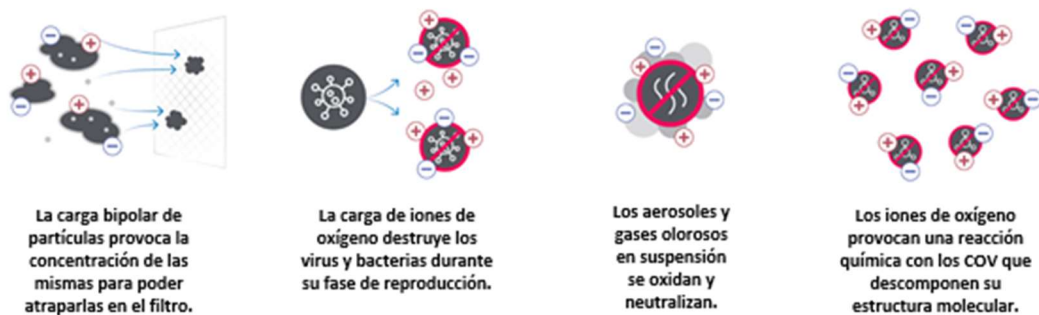 La carga bipolar de
partículas provoca la
concentración de las
mismas para poder
atraparlas en el filtro.
La carga de iones de
oxígeno destruye los
virus y bacterias durante
su fase de reproducción.
Los aerosoles y
gases olorosos
en suspensión
se oxidan y
neutralizan.
Los iones de oxígeno
provocan una reacción
química con los COV que
descomponen su
estructura molecular.